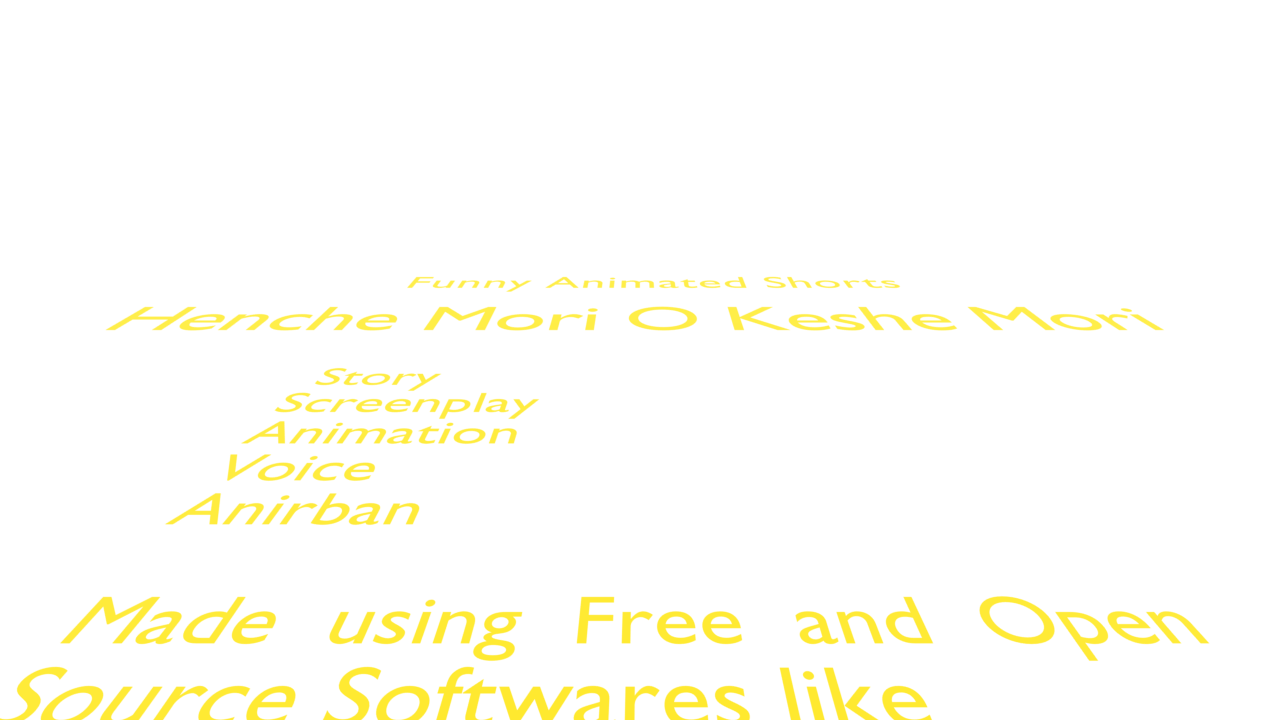 Funny Animated Shorts
Henche Mori O Keshe Mori
Story
Screenplay
Animation
Voice
Anirban
Made using Free and Open
Source Softwares like